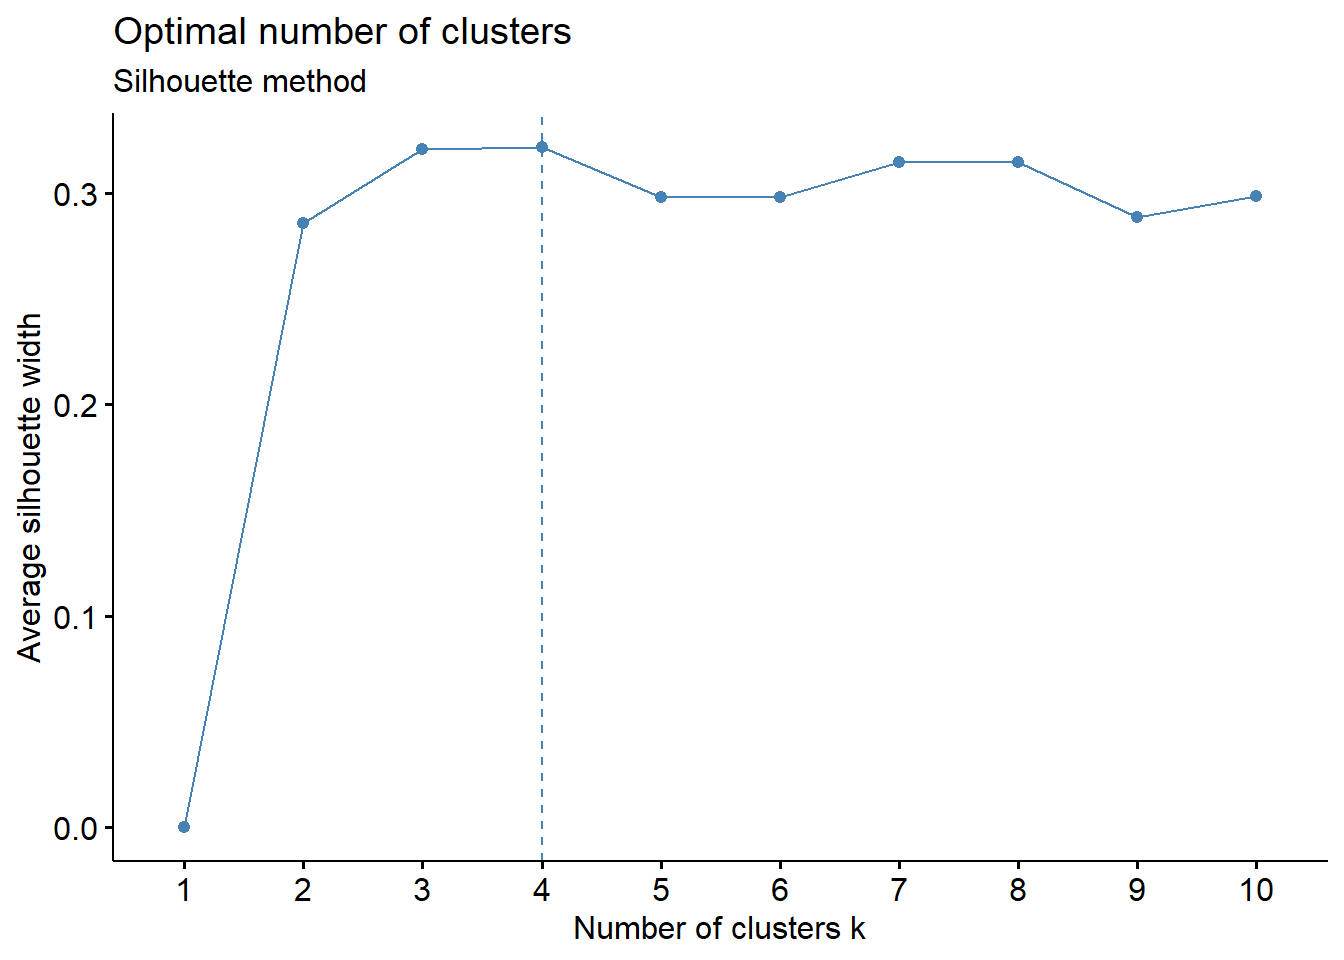 Optimal number of clusters
Silhouette method
Average silhouette width
0.3
0.2
0.1
0.0
1 2 3 4 5 6 7 8 9 10
Number of clusters k